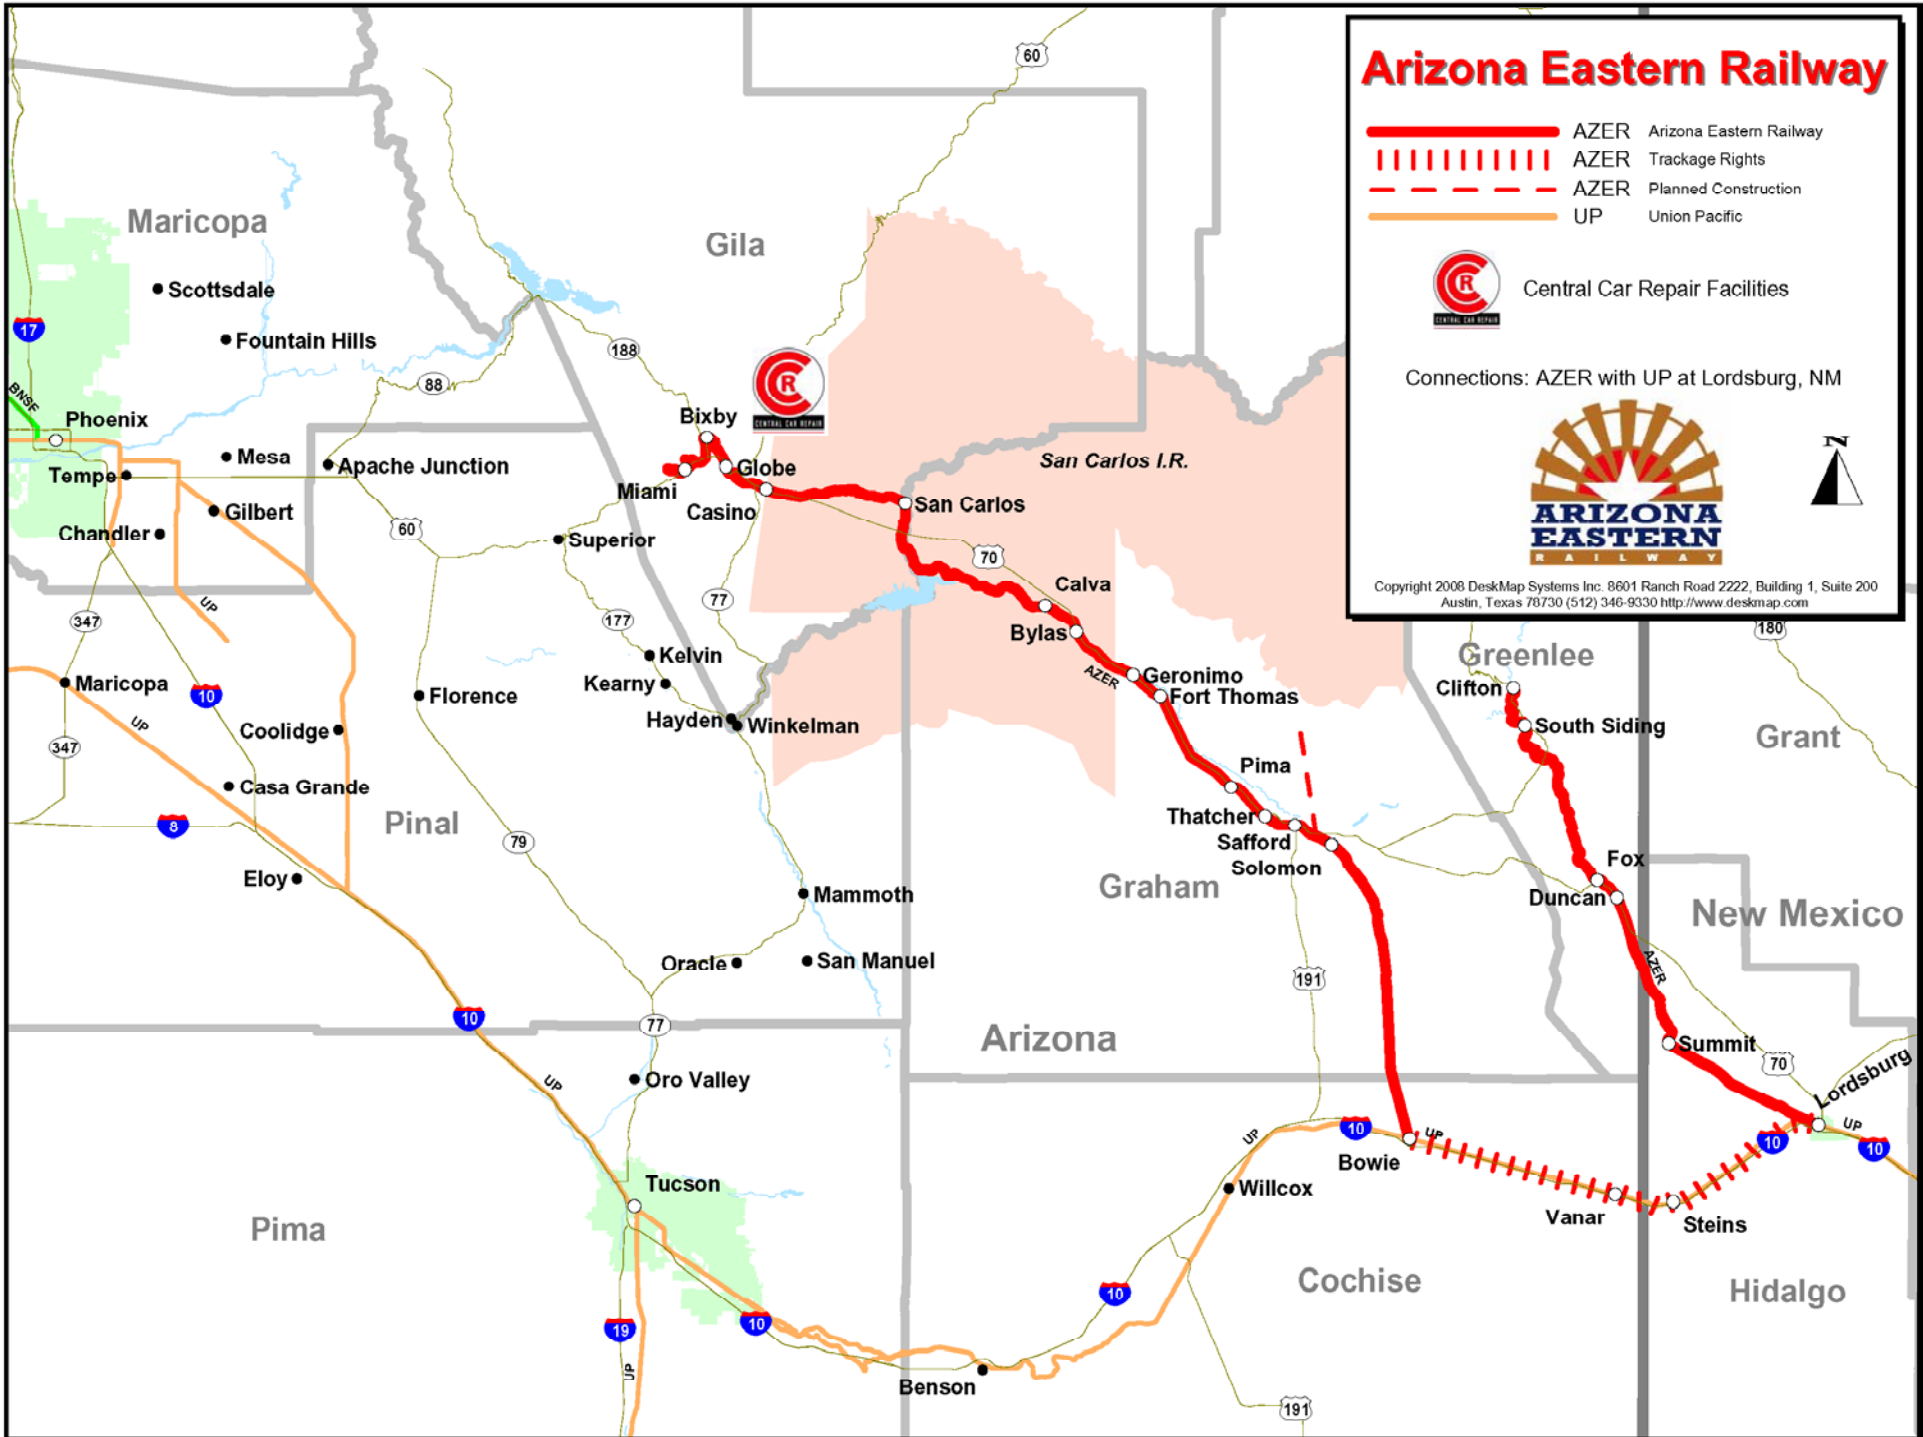 Arizona Eastern Railway
AZER Arizona Eastern Railway
AZER Trackage Rights
AZER Planned Construction
UP Union Pacific
C R
CENTRAL CAR REPAIR
Central Car Repair Facilities
Connections: AZER with UP at Lordsburg, NM
ARIZONA
EASTERN
RAILWAY
N
Copyright 2008 DeskMap Systems Inc. 8601 Ranch Road 2222, Building 1, Suite 200
Austin, Texas 78730 (512) 346-9330 http://www.deskmap.com
60
Maricopa
Gila
Scottsdale
17
Fountain Hills
188
88
C R
CENTRAL CAR REPAIR
BNSF
Phoenix
Bixby
Mesa
Apache Junction
Globe
San Carlos I.R.
Tempe
Miami
Casino
San Carlos
Gilbert
Chandler
60
Superior
70
Calva
UP
347
177
77
Bylas
180
Kelvin
Greenlee
Maricopa
10
Kearny
AZER
Geronimo
Fort Thomas
Clifton
Florence
UP
Coolidge
Hayden
Winkelman
South Siding
Grant
347
Casa Grande
Pima
8
Pinal
79
Thatcher
Safford
Solomon
Fox
Eloy
Graham
Duncan
Mammoth
New Mexico
Oracle
San Manuel
191
AZER
10
77
Arizona
Summit
70
Lordsburg
UP
Oro Valley
10
UP
UP
UP
10
10
Bowie
Tucson
Willcox
Vanar
Steins
Pima
Cochise
Hidalgo
10
19
10
UP
Benson
191